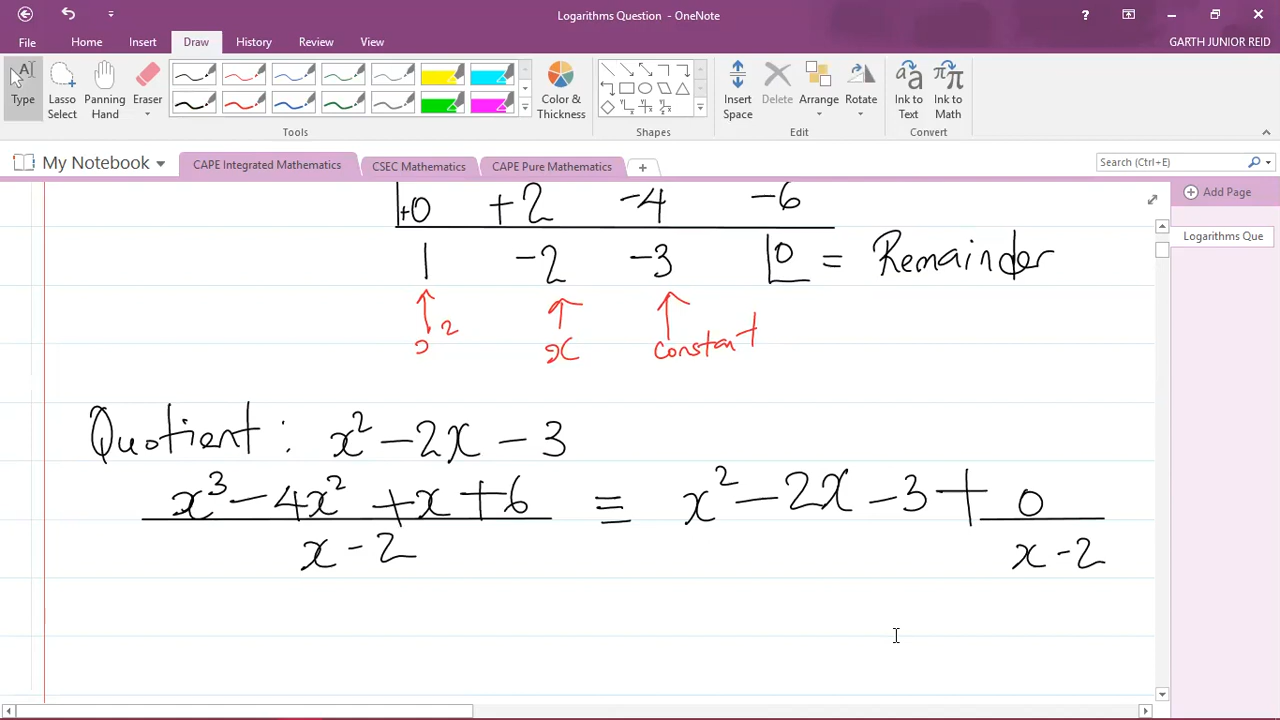 Logarithms Question - OneNote
GARTH JUNIOR REID
File Home Insert Draw History Review View
Type
Lasso Select
Panning Hand
Eraser
Color & Thickness
Insert Space
Delete
Arrange
Rotate
Ink to Text
Ink to Math
Tools
Shapes
Edit
Convert
My Notebook
CAPE Integrated Mathematics
CSEC Mathematics
CAPE Pure Mathematics
Search (Ctrl+E)
Add Page
Logarithms Que
+0 +2 -4 -6
1 -2 -3 0 = Remainder
x² x constant
Quotient : x² - 2x - 3
x³ - 4x² + x + 6 = x² - 2x - 3 + 0
x - 2 x - 2